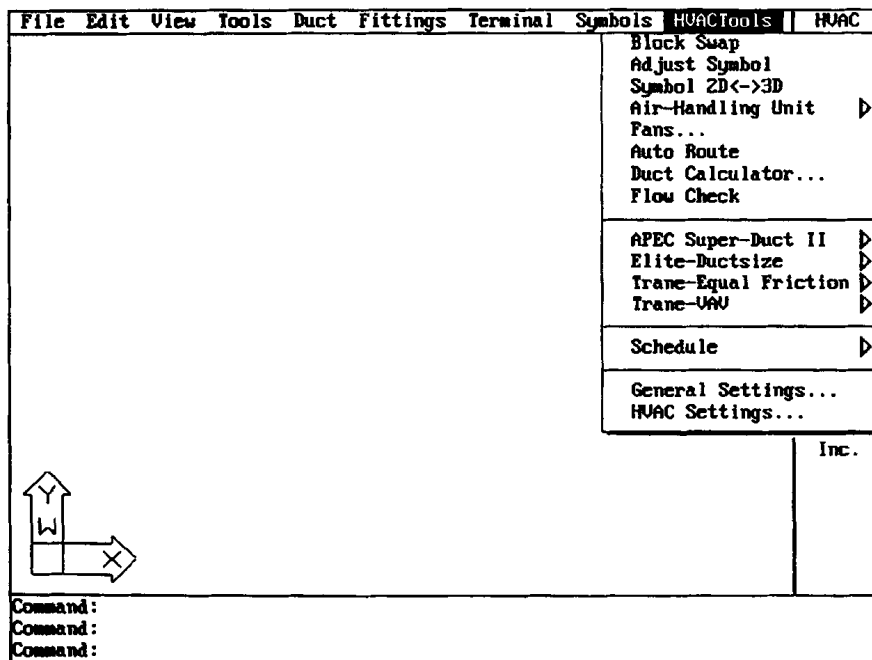 File Edit View Tools Duct Fittings Terminal Symbols HVACTools HVAC
Block Swap
Adjust Symbol
Symbol 2D<->3D
Air-Handling Unit
Fans...
Auto Route
Duct Calculator...
Flow Check
APEC Super-Duct II
Elite-Ductsize
Trane-Equal Friction
Trane-VAV
Schedule
General Settings...
HVAC Settings...
Inc.
Y
W
X
Command:
Command:
Command: